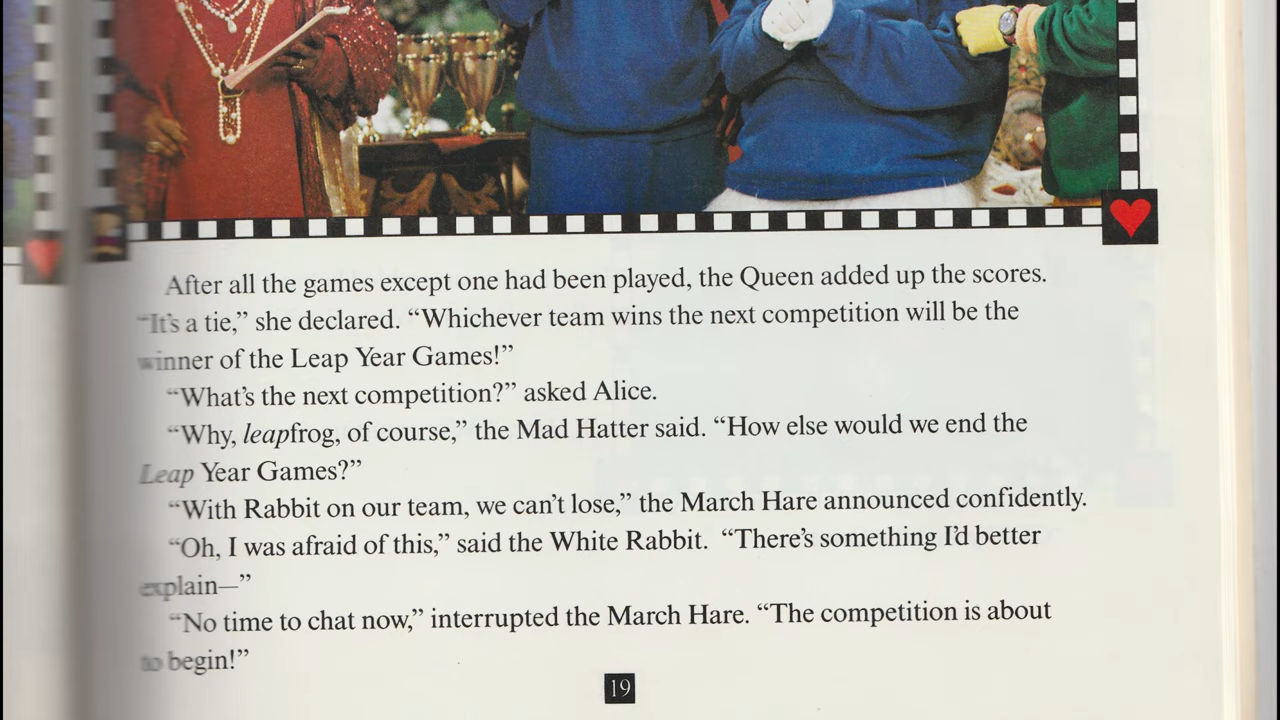 After all the games except one had been played, the Queen added up the scores.
“It’s a tie,” she declared. “Whichever team wins the next competition will be the
winner of the Leap Year Games!”
“What’s the next competition?” asked Alice.
“Why, leapfrog, of course,” the Mad Hatter said. “How else would we end the
Leap Year Games?”
“With Rabbit on our team, we can’t lose,” the March Hare announced confidently.
“Oh, I was afraid of this,” said the White Rabbit. “There’s something I’d better
explain—”
“No time to chat now,” interrupted the March Hare. “The competition is about
to begin!”
19